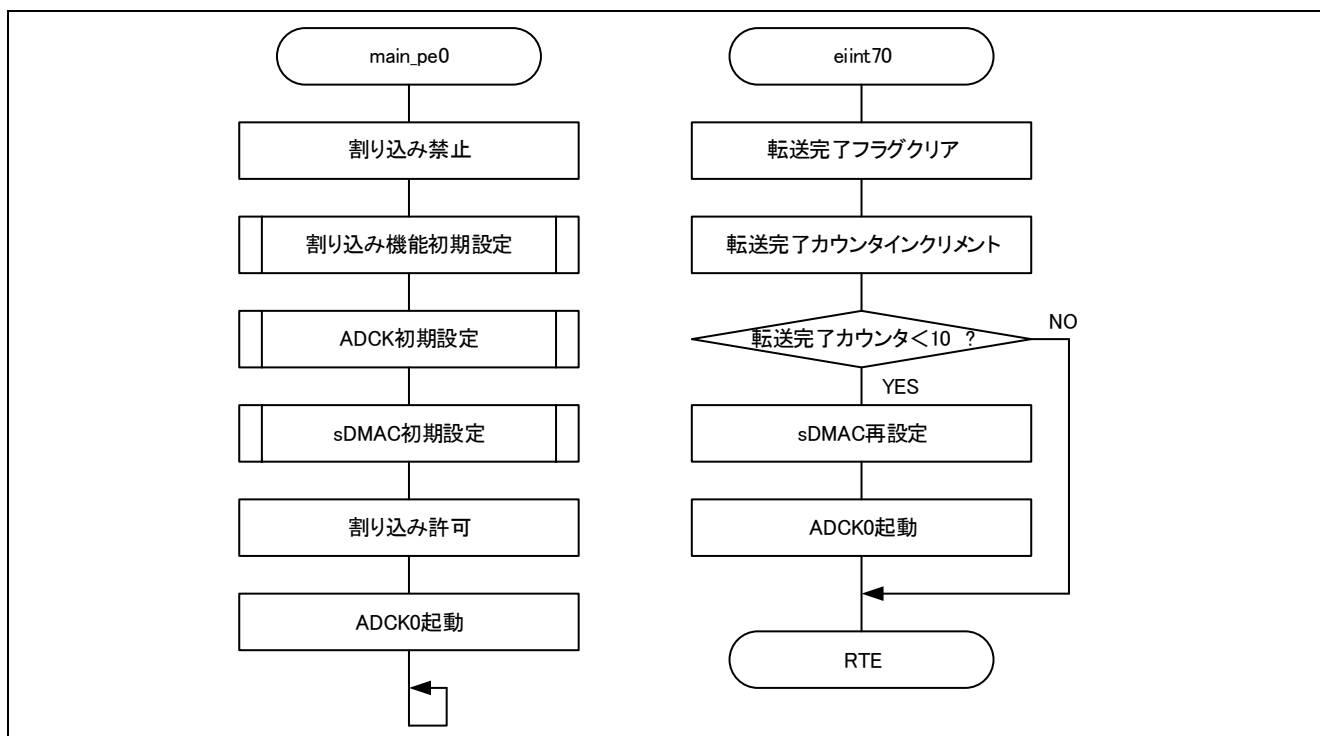 main_pe0
割り込み禁止
割り込み機能初期設定
ADCK初期設定
sDMAC初期設定
割り込み許可
ADCK0起動
eiint70
転送完了フラグクリア
転送完了カウンタインクリメント
転送完了カウンタ<10 ?
NO
YES
sDMAC再設定
ADCK0起動
RTE